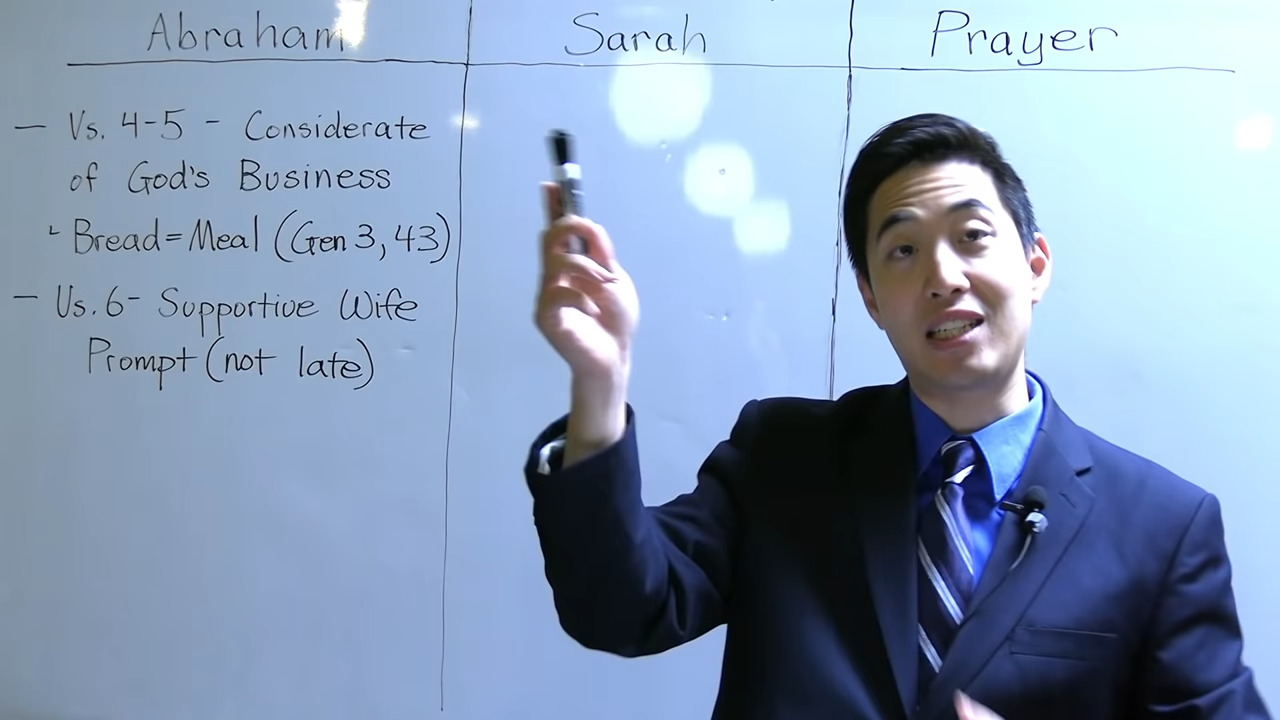 Abraham
Sarah
Prayer
— Vs. 4-5 - Considerate
of God's Business
└ Bread=Meal (Gen 3, 43)
— Vs. 6- Supportive Wife
Prompt (not late)